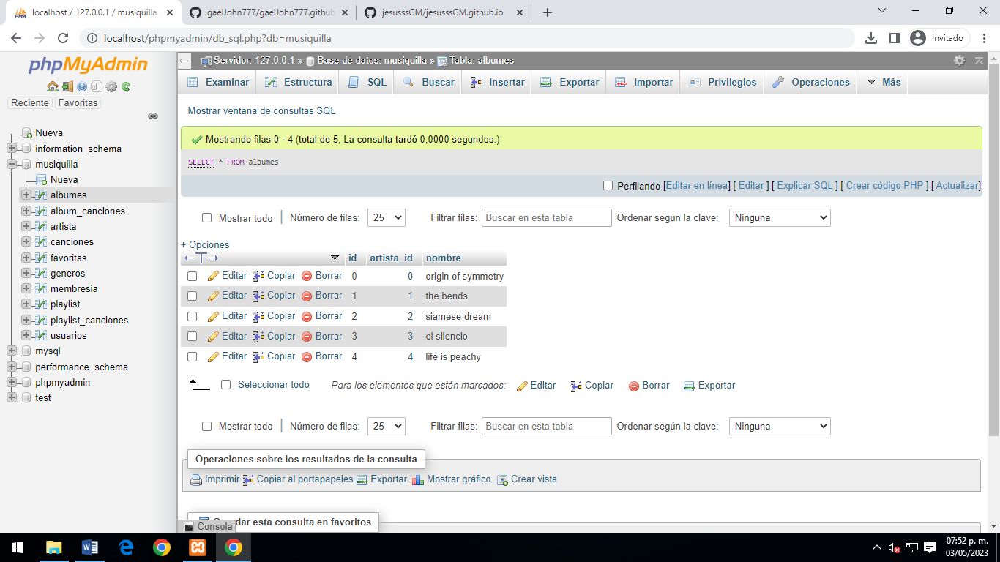 localhost / 127.0.0.1 / musiquilla
gaelJohn777/gaelJohn777.github
jesusssGM/jesusssGM.github.io
localhost/phpmyadmin/db_sql.php?db=musiquilla
Invitado
phpMyAdmin
Reciente Favoritas
Nueva
information_schema
musiquilla
Nueva
albumes
album_canciones
artista
canciones
favoritas
generos
membresia
playlist
playlist_canciones
usuarios
mysql
performance_schema
phpmyadmin
test
Servidor: 127.0.0.1 » Base de datos: musiquilla » Tabla: albumes
Examinar Estructura SQL Buscar Insertar Exportar Importar Privilegios Operaciones Más
Mostrar ventana de consultas SQL
Mostrando filas 0 - 4 (total de 5, La consulta tardó 0,0000 segundos.)
SELECT * FROM albumes
Perfilando [Editar en línea] [ Editar ] [ Explicar SQL ] [ Crear código PHP ] [ Actualizar]
Mostrar todo | Número de filas: 25 Filtrar filas: Buscar en esta tabla Ordenar según la clave: Ninguna
+ Opciones
id artista_id nombre
Editar Copiar Borrar 0 0 origin of symmetry
Editar Copiar Borrar 1 1 the bends
Editar Copiar Borrar 2 2 siamese dream
Editar Copiar Borrar 3 3 el silencio
Editar Copiar Borrar 4 4 life is peachy
Seleccionar todo Para los elementos que están marcados: Editar Copiar Borrar Exportar
Mostrar todo | Número de filas: 25 Filtrar filas: Buscar en esta tabla Ordenar según la clave: Ninguna
Operaciones sobre los resultados de la consulta
Imprimir Copiar al portapapeles Exportar Mostrar gráfico Crear vista
dar esta consulta en favoritos
Consola
07:52 p. m.
03/05/2023